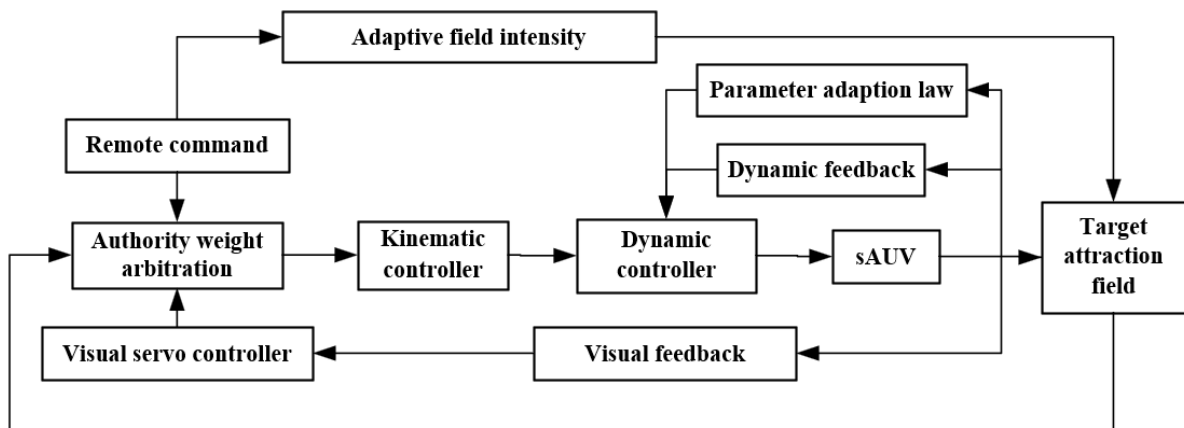 Adaptive field intensity
Parameter adaption law
Remote command
Dynamic feedback
Authority weight
arbitration
Kinematic
controller
Dynamic
controller
sAUV
Target
attraction
field
Visual servo controller
Visual feedback